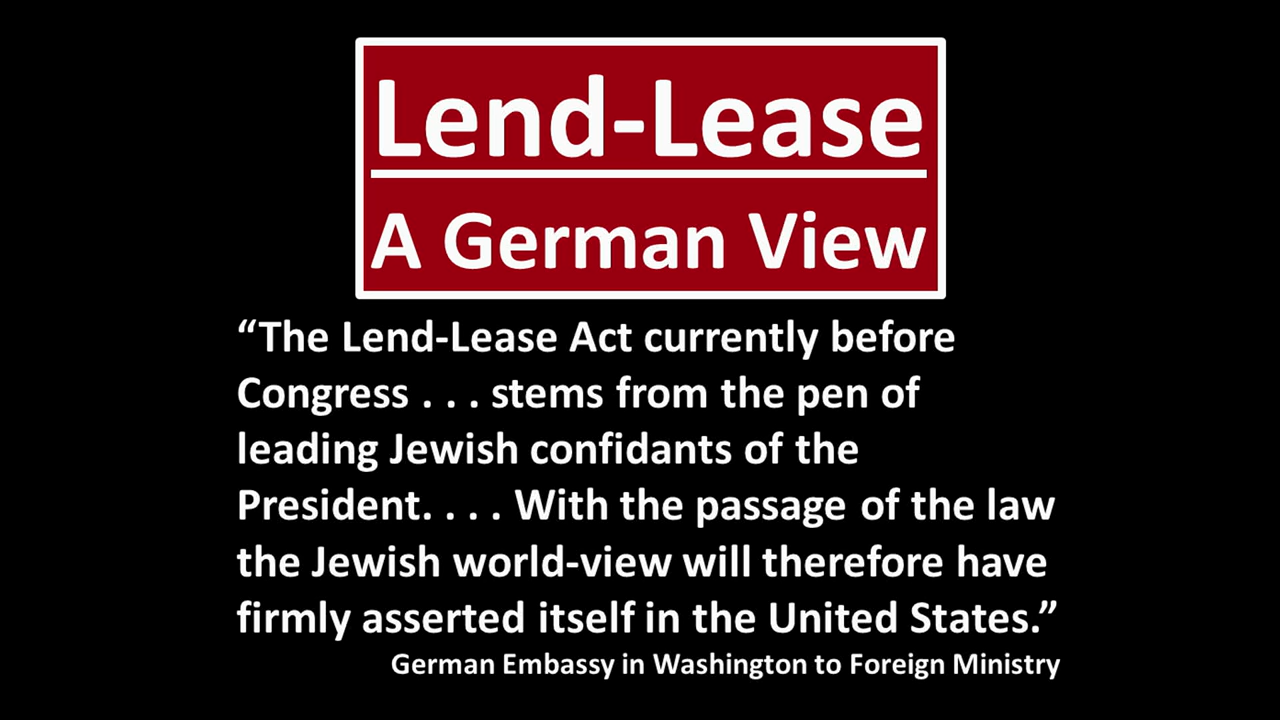 Lend-Lease
A German View
“The Lend-Lease Act currently before
Congress . . . stems from the pen of
leading Jewish confidants of the
President. . . . With the passage of the law
the Jewish world-view will therefore have
firmly asserted itself in the United States.”
German Embassy in Washington to Foreign Ministry